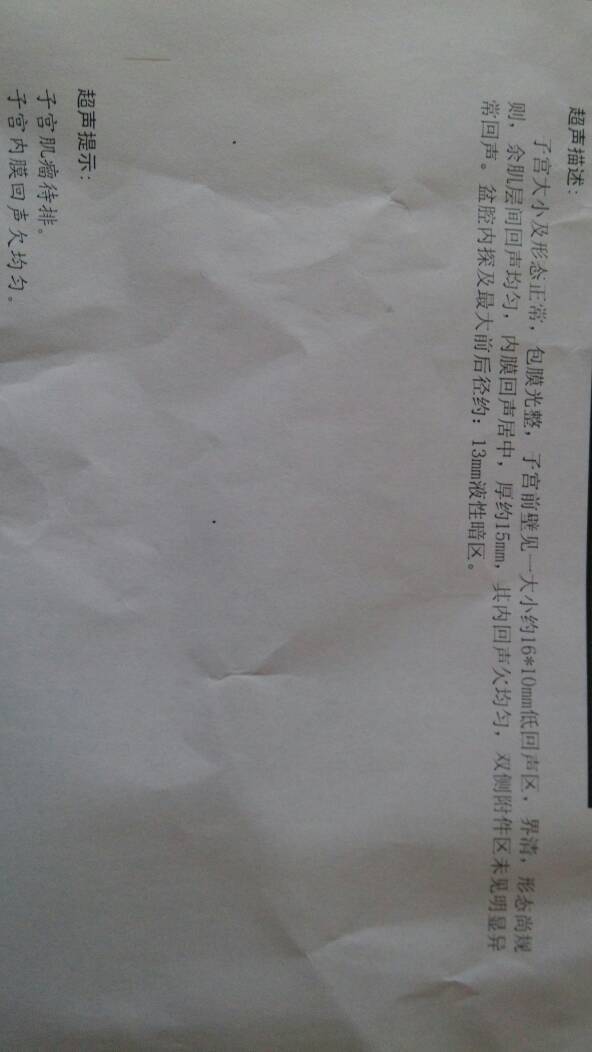 超声描述：
子宫大小及形态正常，包膜光整，子宫前壁见一大小约16*10mm低回声区，界清，形态尚规
则，余肌层间回声均匀，内膜回声居中，厚约15mm，其内回声欠均匀，双侧附件区未见明显异
常回声。盆腔内探及最大前后径约：13mm液性暗区。
超声提示：
子宫肌瘤待排。
子宫内膜回声欠均匀。